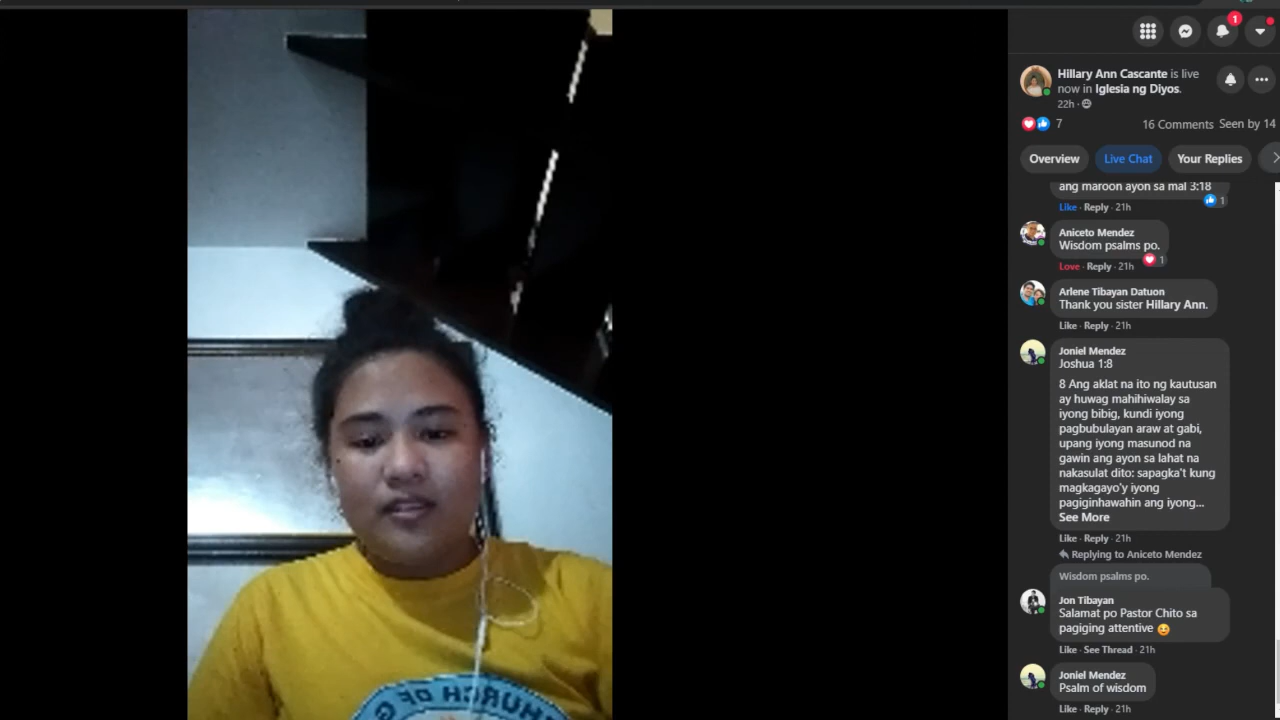 1
Hillary Ann Cascante is live
now in Iglesia ng Diyos.
22h ·
7
16 Comments Seen by 14
Overview
Live Chat
Your Replies
ang maroon ayon sa mal 3:18
Like · Reply · 21h
1
Aniceto Mendez
Wisdom psalms po.
Love · Reply · 21h
1
Arlene Tibayan Datuon
Thank you sister Hillary Ann.
Like · Reply · 21h
Joniel Mendez
Joshua 1:8
8 Ang aklat na ito ng kautusan
ay huwag mahihiwalay sa
iyong bibig, kundi iyong
pagbubulayan araw at gabi,
upang iyong masunod na
gawin ang ayon sa lahat na
nakasulat dito: sapagka't kung
magkagayo'y iyong
pagiginhawahin ang iyong...
See More
Like · Reply · 21h
Replying to Aniceto Mendez
Wisdom psalms po.
Jon Tibayan
Salamat po Pastor Chito sa
pagiging attentive
Like · See Thread · 21h
Joniel Mendez
Psalm of wisdom
Like · Reply · 21h
CHURCH OF G